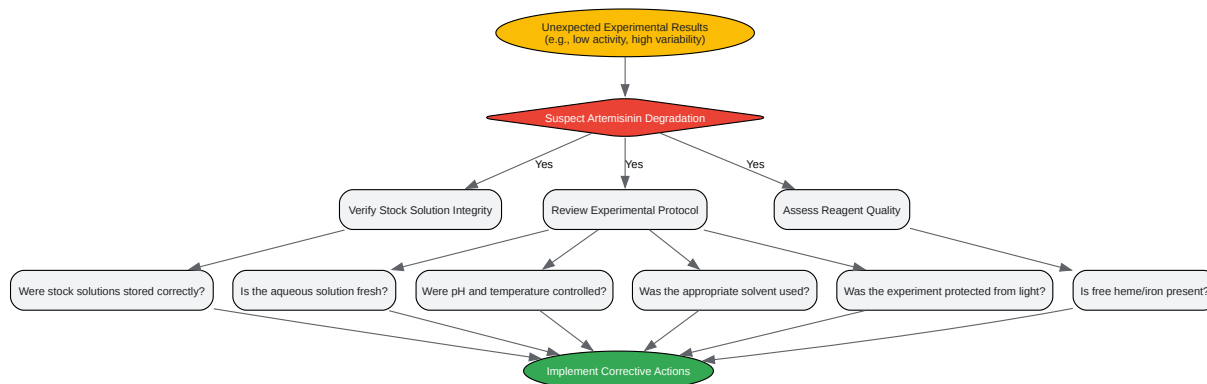 Unexpected Experimental Results
(e.g., low activity, high variability)
Suspect Artemisinin Degradation
Yes
Yes
Yes
Verify Stock Solution Integrity
Review Experimental Protocol
Assess Reagent Quality
Were stock solutions stored correctly?
Is the aqueous solution fresh?
Were pH and temperature controlled?
Was the appropriate solvent used?
Was the experiment protected from light?
Is free heme/iron present?
Implement Corrective Actions